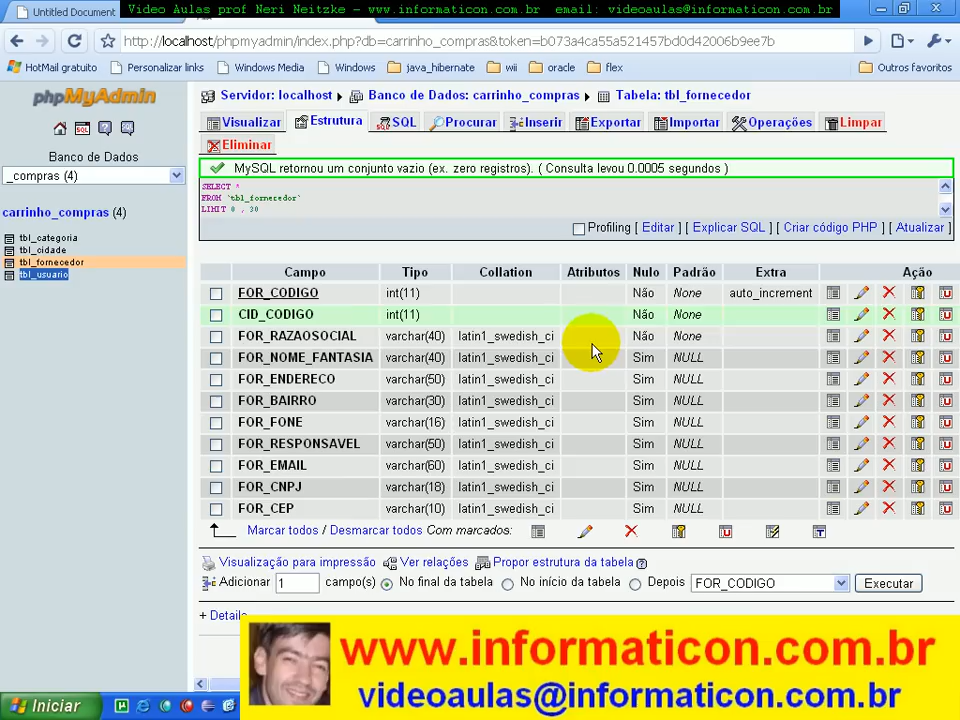 Untitled Document
Video Aulas prof Neri Neitzke - www.informaticon.com.br email: videoaulas@informaticon.com.br
http://localhost/phpmyadmin/index.php?db=carrinho_compras&token=b073a4ca55a521457bd0d42006b9ee7b
HotMail gratuito Personalizar links Windows Media Windows java_hibernate wii oracle flex Outros favoritos
phpMyAdmin
Banco de Dados
_compras (4)
carrinho_compras (4)
tbl_categoria
tbl_cidade
tbl_fornecedor
tbl_usuario
Servidor: localhost Banco de Dados: carrinho_compras Tabela: tbl_fornecedor
Visualizar Estrutura SQL Procurar Inserir Exportar Importar Operações Limpar
Eliminar
MySQL retornou um conjunto vazio (ex. zero registros). ( Consulta levou 0.0005 segundos )
SELECT *
FROM `tbl_fornecedor`
LIMIT 0 , 30
Profiling [ Editar ] [ Explicar SQL ] [ Criar código PHP ] [ Atualizar ]
Campo Tipo Collation Atributos Nulo Padrão Extra Ação
FOR_CODIGO int(11) Não None auto_increment
CID_CODIGO int(11) Não None
FOR_RAZAOSOCIAL varchar(40) latin1_swedish_ci Não None
FOR_NOME_FANTASIA varchar(40) latin1_swedish_ci Sim NULL
FOR_ENDERECO varchar(50) latin1_swedish_ci Sim NULL
FOR_BAIRRO varchar(30) latin1_swedish_ci Sim NULL
FOR_FONE varchar(16) latin1_swedish_ci Sim NULL
FOR_RESPONSAVEL varchar(50) latin1_swedish_ci Sim NULL
FOR_EMAIL varchar(60) latin1_swedish_ci Sim NULL
FOR_CNPJ varchar(18) latin1_swedish_ci Sim NULL
FOR_CEP varchar(10) latin1_swedish_ci Sim NULL
Marcar todos / Desmarcar todos Com marcados:
Visualização para impressão Ver relações Propor estrutura da tabela
Adicionar 1 campo(s) No final da tabela No início da tabela Depois FOR_CODIGO Executar
+ Detalhe
www.informaticon.com.br
videoaulas@informaticon.com.br
Iniciar